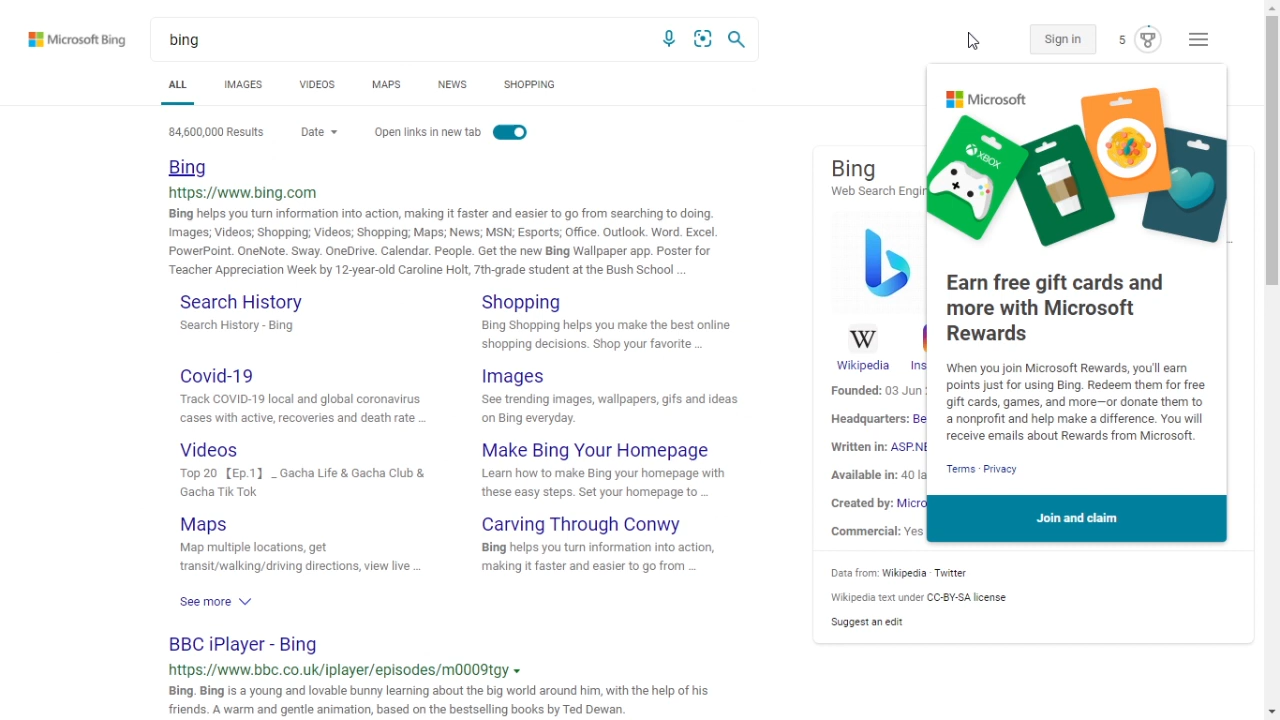 Microsoft Bing
bing
Sign in
5
ALL
IMAGES
VIDEOS
MAPS
NEWS
SHOPPING
84,600,000 Results
Date
Open links in new tab
Bing
https://www.bing.com
Bing helps you turn information into action, making it faster and easier to go from searching to doing.
Images; Videos; Shopping; Videos; Shopping; Maps; News; MSN; Esports; Office. Outlook. Word. Excel.
PowerPoint. OneNote. Sway. OneDrive. Calendar. People. Get the new Bing Wallpaper app. Poster for
Teacher Appreciation Week by 12-year-old Caroline Holt, 7th-grade student at the Bush School ...
Search History
Search History - Bing
Shopping
Bing Shopping helps you make the best online
shopping decisions. Shop your favorite ...
Covid-19
Track COVID-19 local and global coronavirus
cases with active, recoveries and death rate ...
Images
See trending images, wallpapers, gifs and ideas
on Bing everyday.
Videos
Top 20 【Ep.1】 _ Gacha Life & Gacha Club &
Gacha Tik Tok
Make Bing Your Homepage
Learn how to make Bing your homepage with
these easy steps. Set your homepage to ...
Maps
Map multiple locations, get
transit/walking/driving directions, view live ...
Carving Through Conwy
Bing helps you turn information into action,
making it faster and easier to go from ...
See more
BBC iPlayer - Bing
https://www.bbc.co.uk/iplayer/episodes/m0009tgy
Bing. Bing is a young and lovable bunny learning about the big world around him, with the help of his
friends. A warm and gentle animation, based on the bestselling books by Ted Dewan.
Bing
Web Search Engin
W
Wikipedia
Ins
Founded: 03 Jun
Headquarters: Be
Written in: ASP.NE
Available in: 40 la
Created by: Micro
Commercial: Yes
Data from: Wikipedia · Twitter
Wikipedia text under CC-BY-SA license
Suggest an edit
Microsoft
XBOX
Earn free gift cards and
more with Microsoft
Rewards
When you join Microsoft Rewards, you'll earn
points just for using Bing. Redeem them for free
gift cards, games, and more—or donate them to
a nonprofit and help make a difference. You will
receive emails about Rewards from Microsoft.
Terms · Privacy
Join and claim